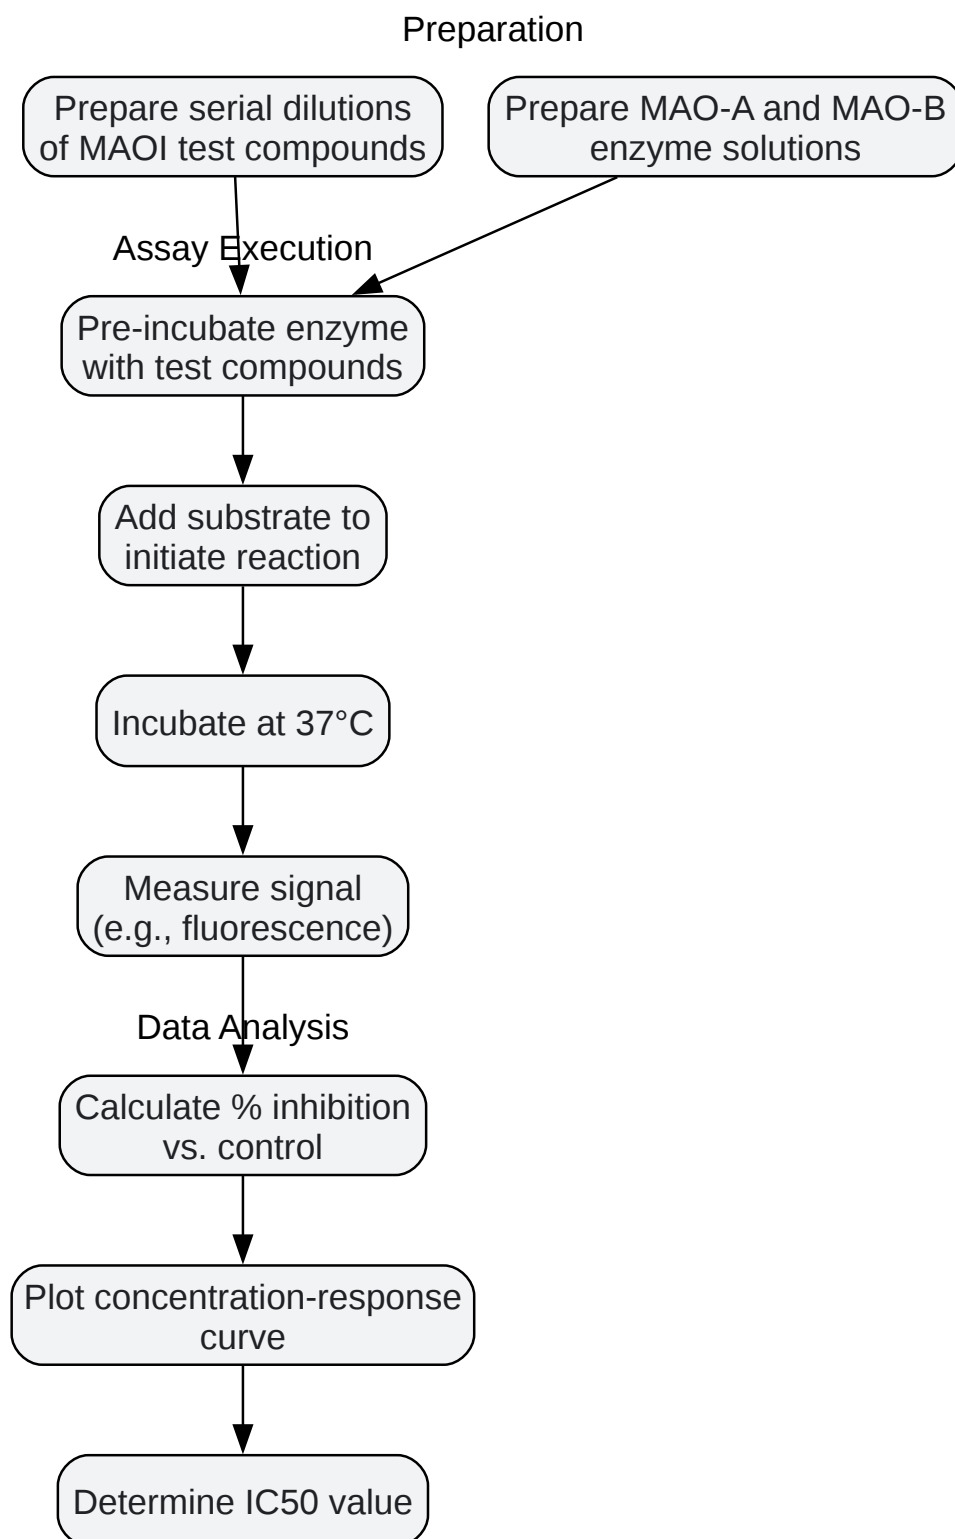 Preparation
Prepare serial dilutions
of MAOI test compounds
Prepare MAO-A and MAO-B
enzyme solutions
Assay Execution
Pre-incubate enzyme
with test compounds
Add substrate to
initiate reaction
Incubate at 37°C
Measure signal
(e.g., fluorescence)
Data Analysis
Calculate % inhibition
vs. control
Plot concentration-response
curve
Determine IC50 value